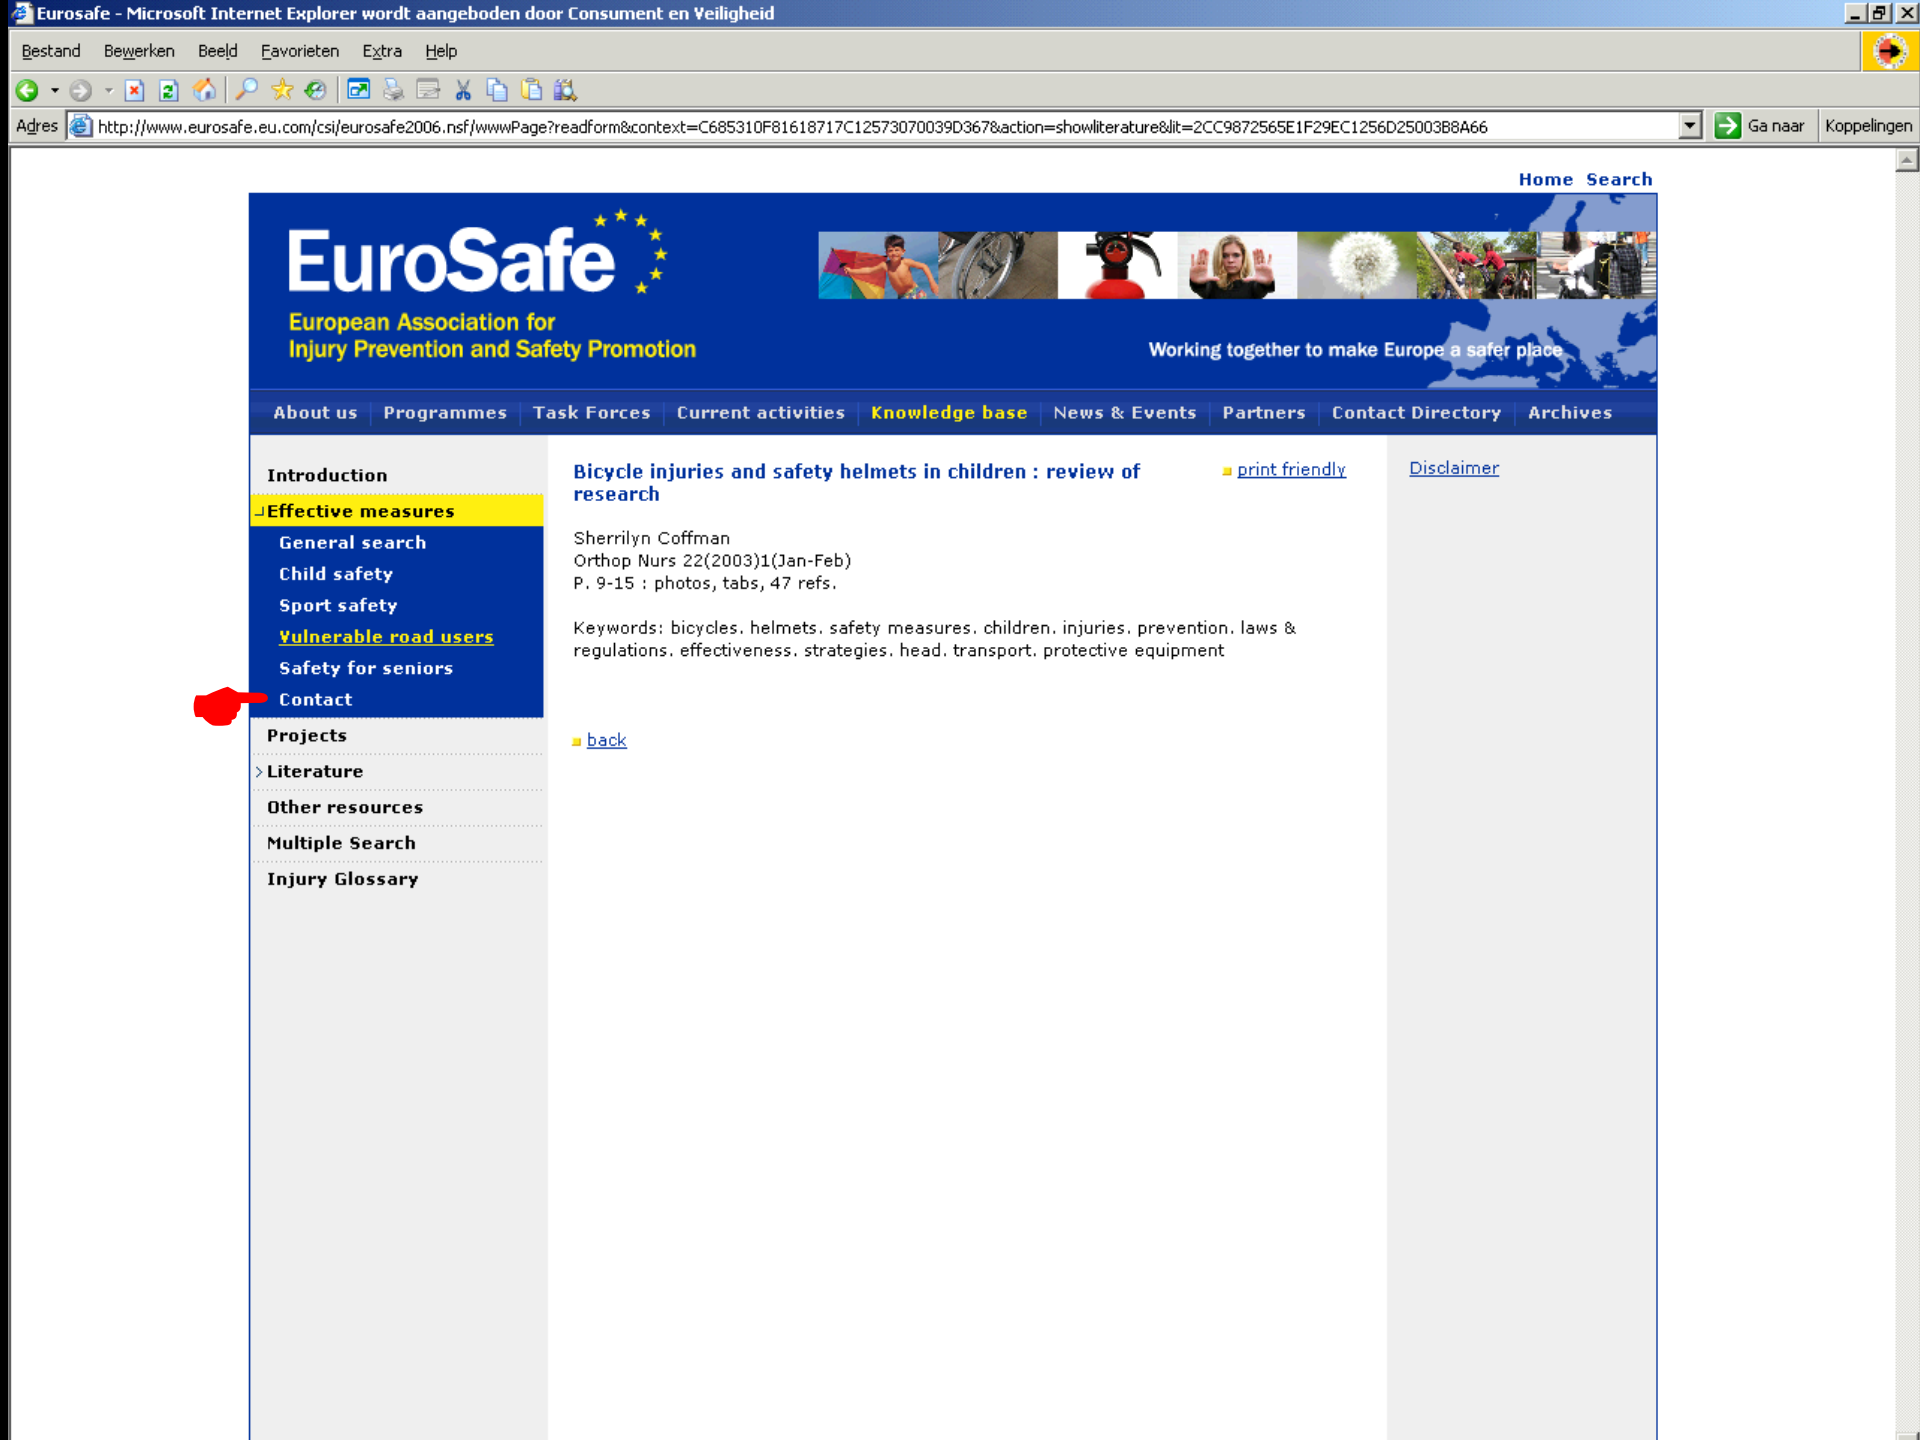 Eurosafe - Microsoft Internet Explorer wordt aangeboden door Consument en Veiligheid
Bestand Bewerken Beeld Favorieten Extra Help
Adres http://www.eurosafe.eu.com/csi/eurosafe2006.nsf/wwwPage?readform&context=C685310F81618717C12573070039D367&action=showliterature&lit=2CC9872565E1F29EC1256D25003B8A66 Ga naar Koppelingen
Home Search
EuroSafe
European Association for
Injury Prevention and Safety Promotion
Working together to make Europe a safer place
About us Programmes Task Forces Current activities Knowledge base News & Events Partners Contact Directory Archives
Introduction
Effective measures
General search
Child safety
Sport safety
Vulnerable road users
Safety for seniors
Contact
Projects
Literature
Other resources
Multiple Search
Injury Glossary
Bicycle injuries and safety helmets in children : review of
research
print friendly
Sherrilyn Coffman
Orthop Nurs 22(2003)1(Jan-Feb)
P. 9-15 : photos, tabs, 47 refs.
Keywords: bicycles. helmets. safety measures. children. injuries. prevention. laws &
regulations. effectiveness. strategies. head. transport. protective equipment
back
Disclaimer